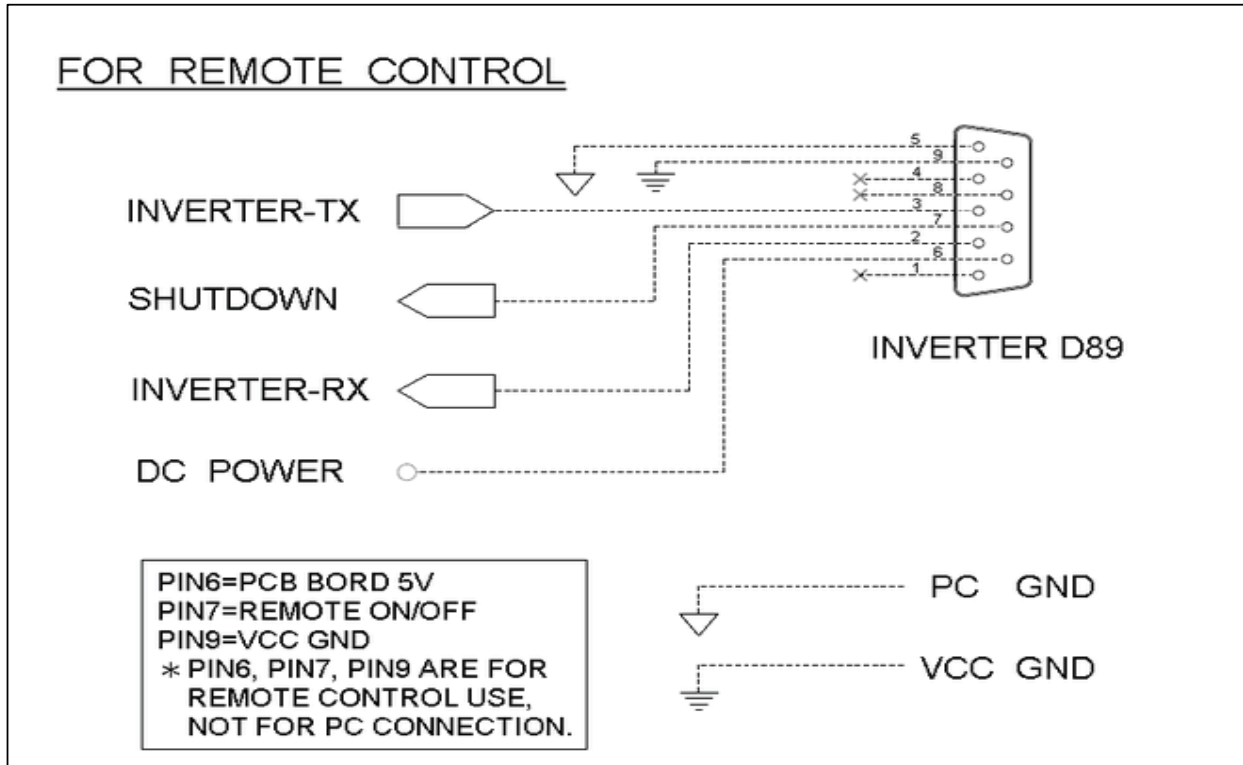 FOR REMOTE CONTROL
5
9
4
8
3
7
2
6
1
INVERTER-TX
SHUTDOWN
INVERTER-RX
DC POWER
INVERTER D89
PIN6=PCB BORD 5V
PIN7=REMOTE ON/OFF
PIN9=VCC GND
* PIN6, PIN7, PIN9 ARE FOR
REMOTE CONTROL USE,
NOT FOR PC CONNECTION.
PC GND
VCC GND